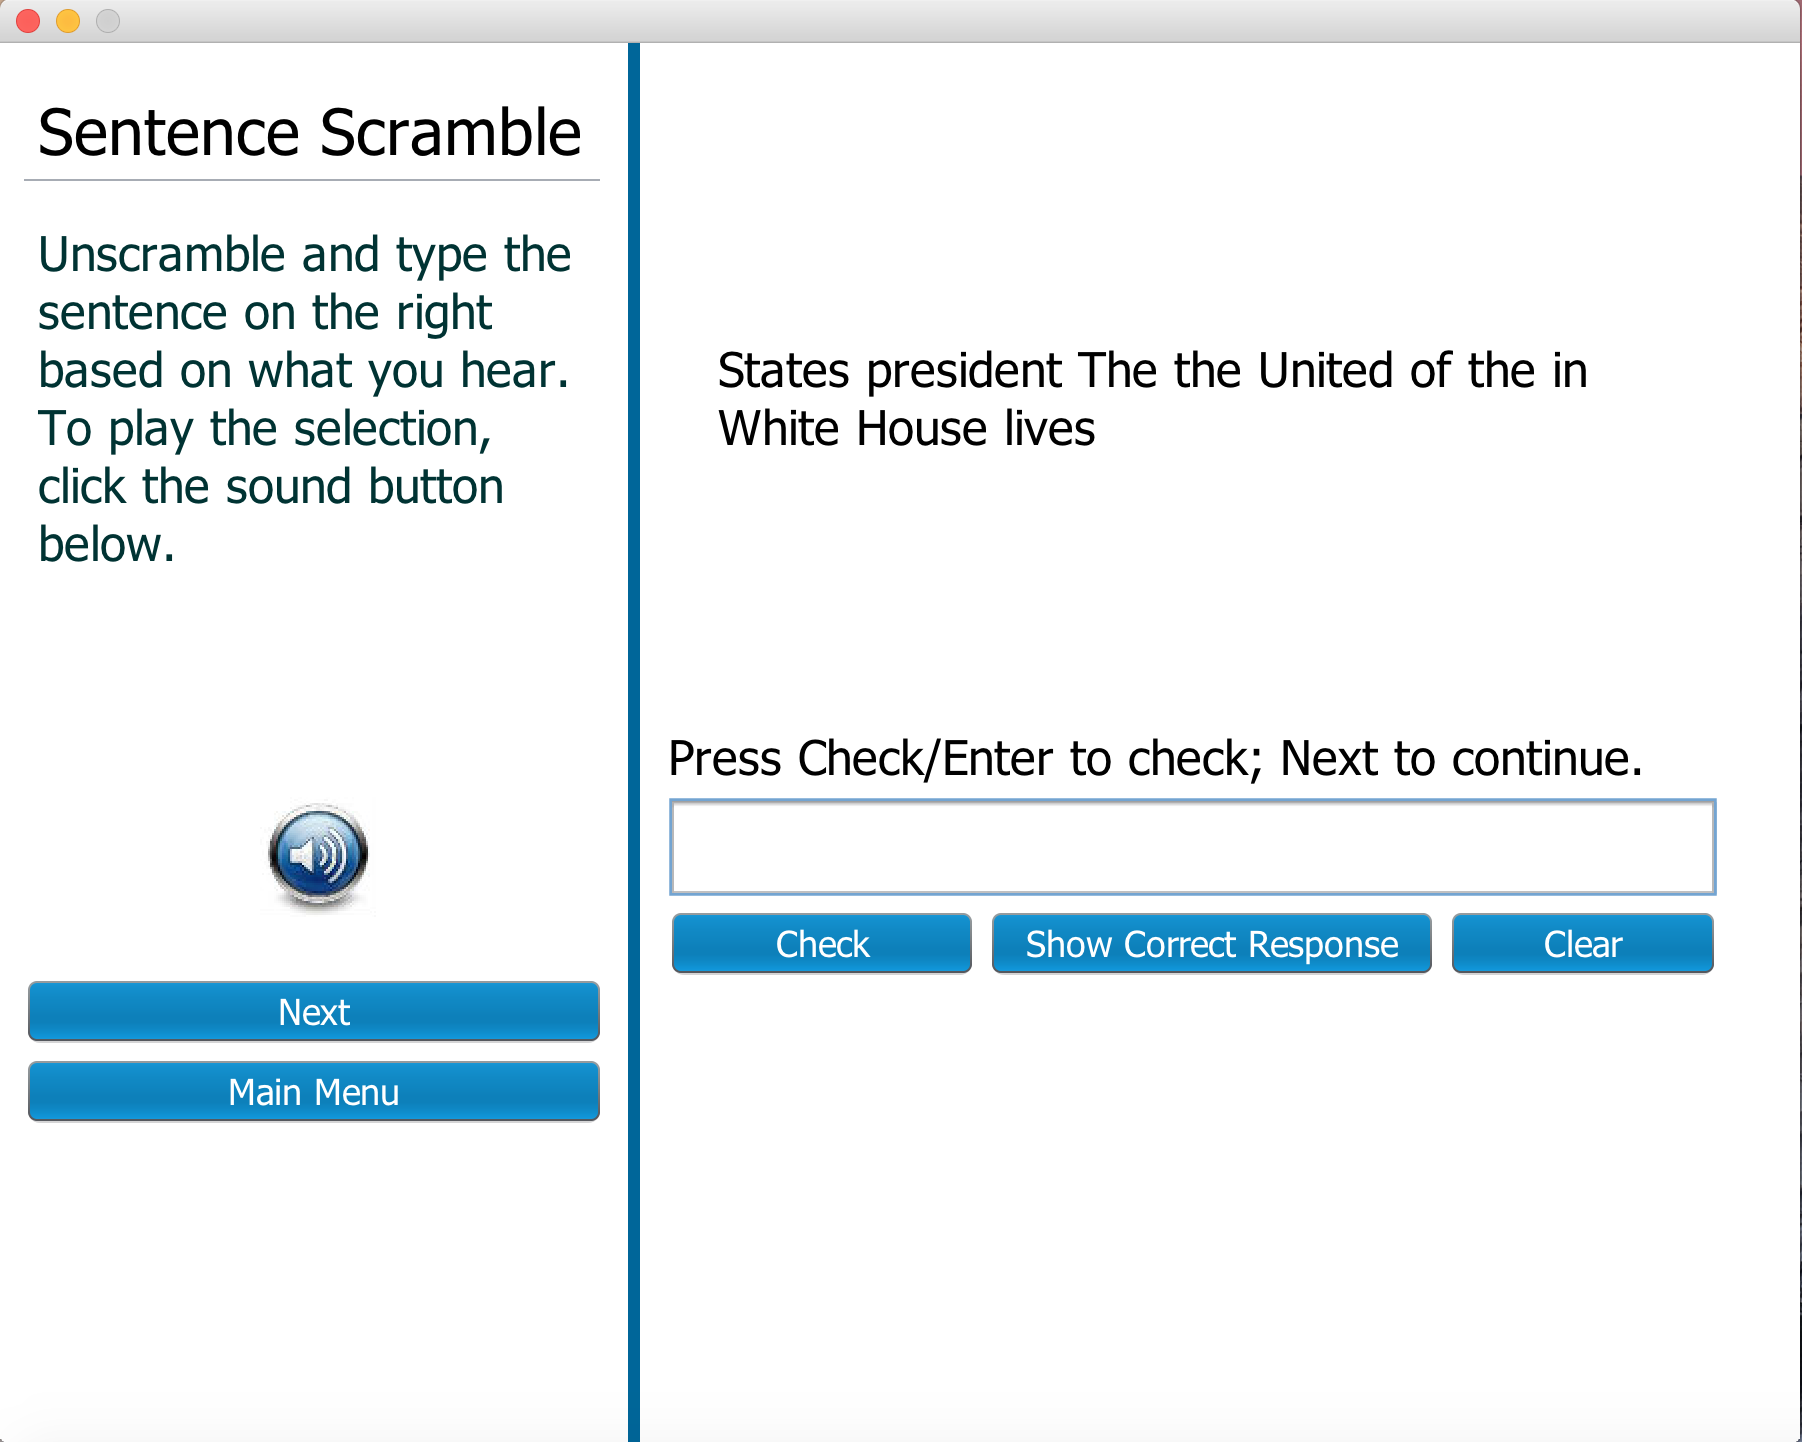 Sentence Scramble
Unscramble and type the
sentence on the right
based on what you hear.
To play the selection,
click the sound button
below.
Next
Main Menu
States president The the United of the in
White House lives
Press Check/Enter to check; Next to continue.
Check
Show Correct Response
Clear